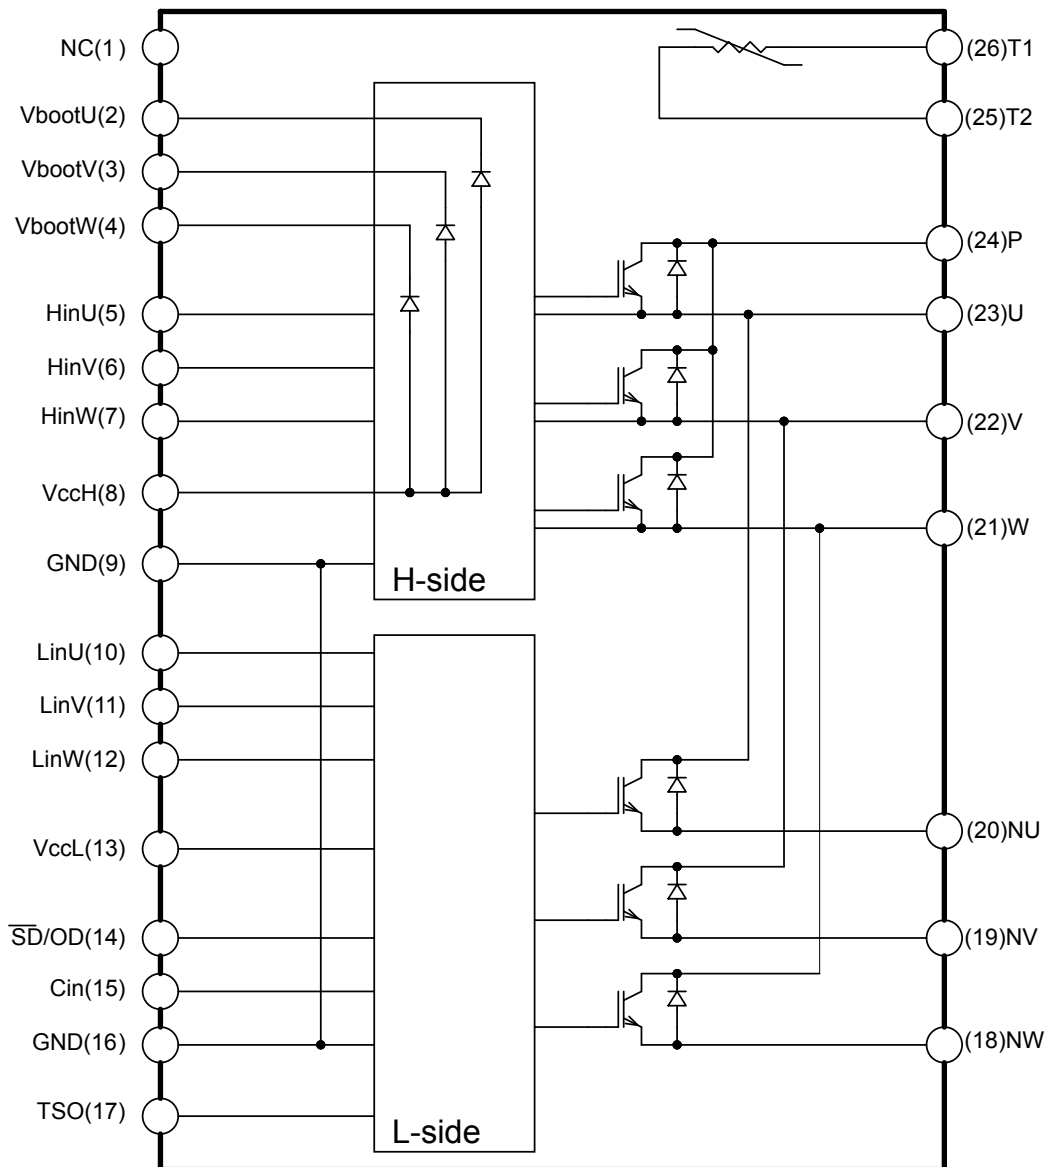 NC(1)
VbootU(2)
VbootV(3)
VbootW(4)
HinU(5)
HinV(6)
HinW(7)
VccH(8)
GND(9)
LinU(10)
LinV(11)
LinW(12)
VccL(13)
S̅D̅/OD(14)
Cin(15)
GND(16)
TSO(17)
H-side
L-side
(26)T1
(25)T2
(24)P
(23)U
(22)V
(21)W
(20)NU
(19)NV
(18)NW